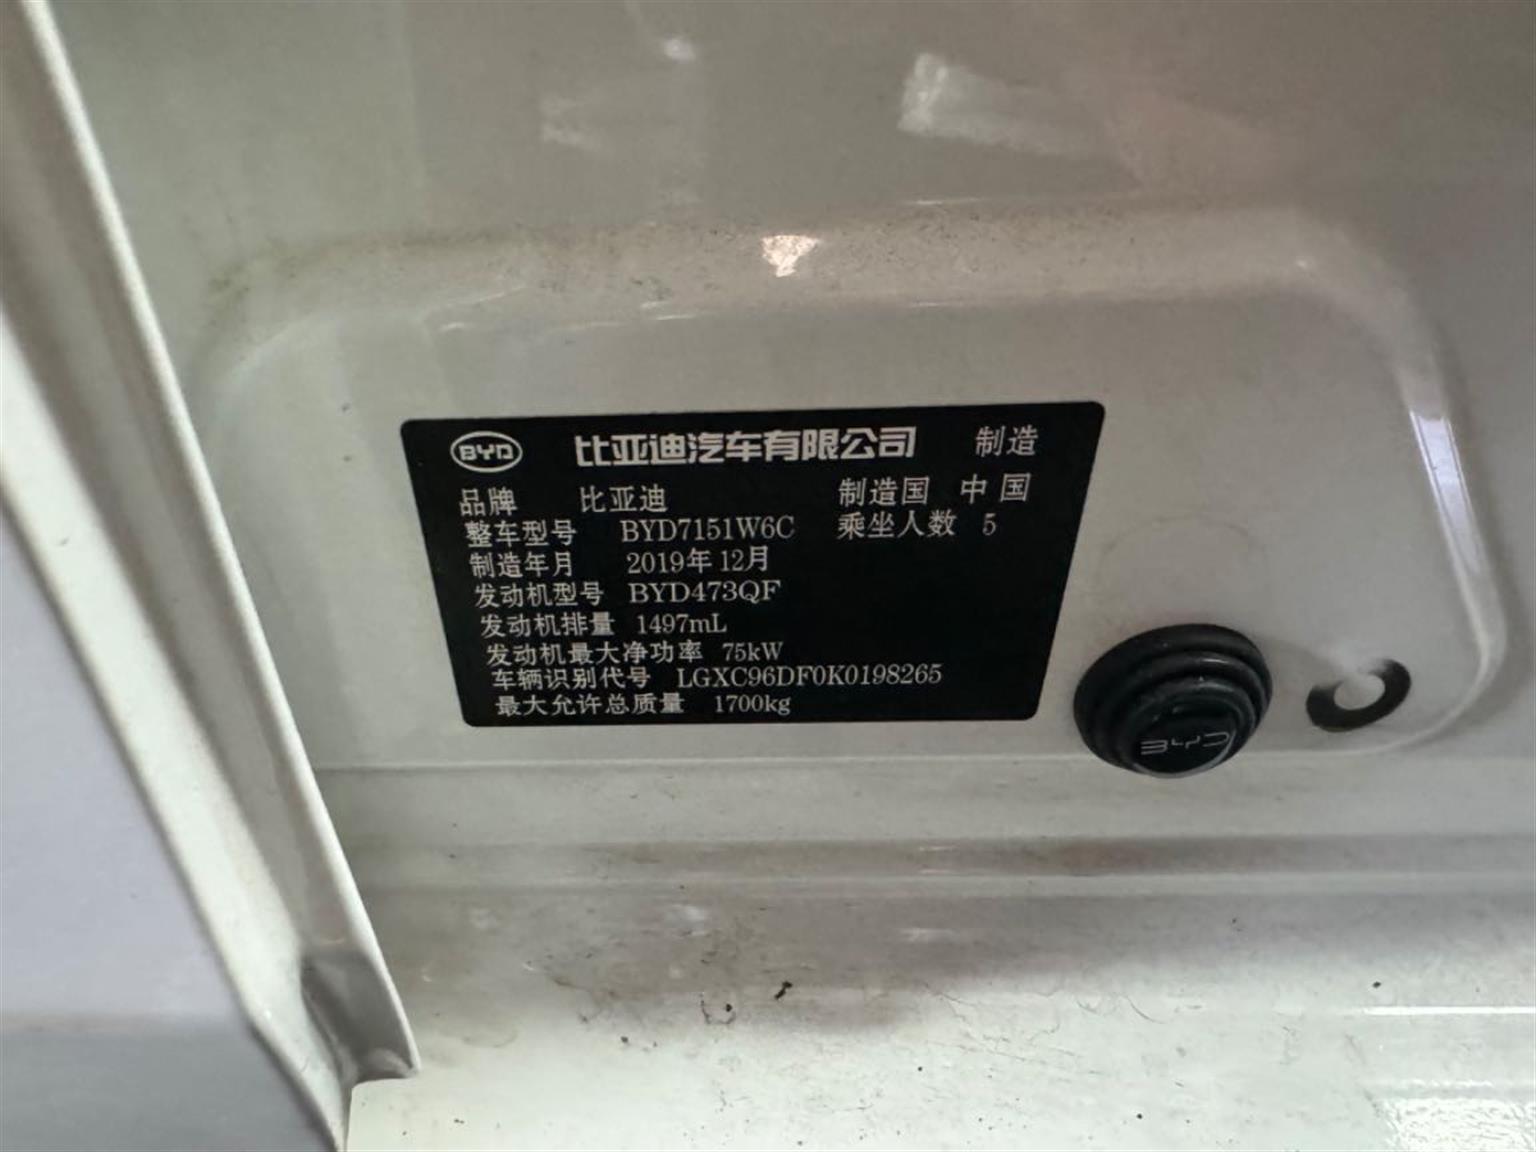 BYD 比亚迪汽车有限公司 制造
品牌 比亚迪 制造国 中国
整车型号 BYD7151W6C 乘坐人数 5
制造年月 2019年12月
发动机型号 BYD473QF
发动机排量 1497mL
发动机最大净功率 75kW
车辆识别代号 LGXC96DF0K0198265
最大允许总质量 1700kg
BYD